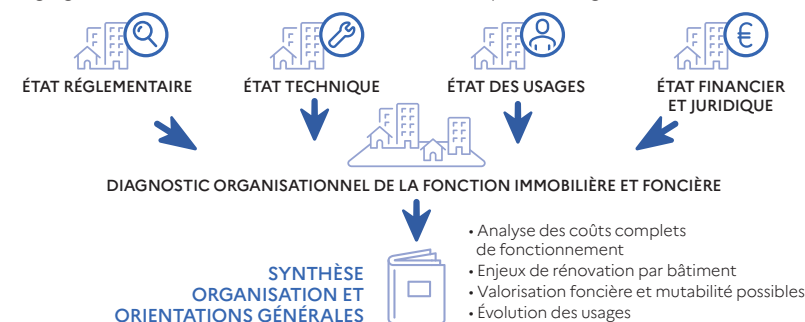 ÉTAT RÉGLEMENTAIRE
ÉTAT TECHNIQUE
ÉTAT DES USAGES
ÉTAT FINANCIER
ET JURIDIQUE
DIAGNOSTIC ORGANISATIONNEL DE LA FONCTION IMMOBILIÈRE ET FONCIÈRE
SYNTHÈSE
ORGANISATION ET
ORIENTATIONS GÉNÉRALES
• Analyse des coûts complets
de fonctionnement
• Enjeux de rénovation par bâtiment
• Valorisation foncière et mutabilité possibles
• Évolution des usages